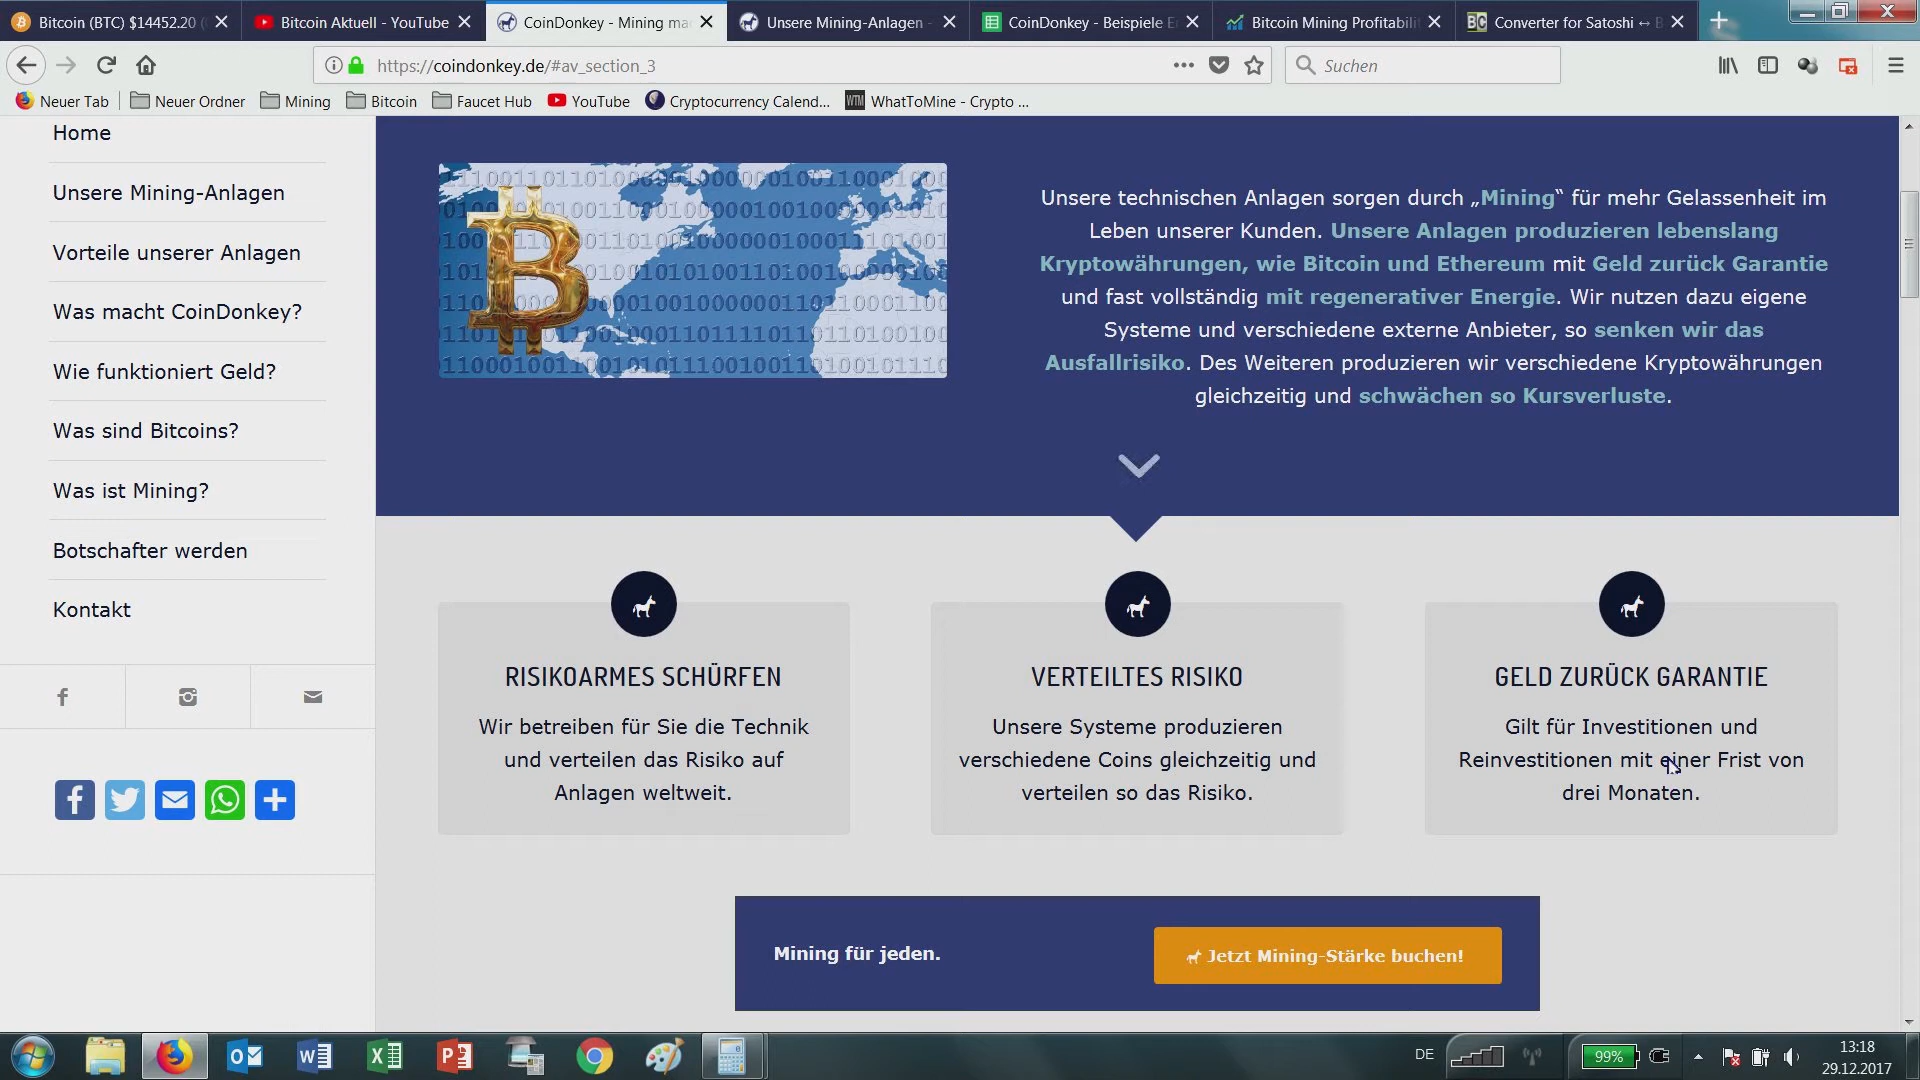 Bitcoin (BTC) $14452.20
Bitcoin Aktuell - YouTube
CoinDonkey - Mining ma
Unsere Mining-Anlagen -
CoinDonkey - Beispiele E
Bitcoin Mining Profitabili
BC Converter for Satoshi ↔ B
https://coindonkey.de/#av_section_3
Suchen
Neuer Tab
Neuer Ordner
Mining
Bitcoin
Faucet Hub
YouTube
Cryptocurrency Calend...
WTM WhatToMine - Crypto ...
Home
Unsere Mining-Anlagen
Vorteile unserer Anlagen
Was macht CoinDonkey?
Wie funktioniert Geld?
Was sind Bitcoins?
Was ist Mining?
Botschafter werden
Kontakt
Unsere technischen Anlagen sorgen durch „Mining“ für mehr Gelassenheit im
Leben unserer Kunden. Unsere Anlagen produzieren lebenslang
Kryptowährungen, wie Bitcoin und Ethereum mit Geld zurück Garantie
und fast vollständig mit regenerativer Energie. Wir nutzen dazu eigene
Systeme und verschiedene externe Anbieter, so senken wir das
Ausfallrisiko. Des Weiteren produzieren wir verschiedene Kryptowährungen
gleichzeitig und schwächen so Kursverluste.
RISIKOARMES SCHÜRFEN
Wir betreiben für Sie die Technik
und verteilen das Risiko auf
Anlagen weltweit.
VERTEILTES RISIKO
Unsere Systeme produzieren
verschiedene Coins gleichzeitig und
verteilen so das Risiko.
GELD ZURÜCK GARANTIE
Gilt für Investitionen und
Reinvestitionen mit einer Frist von
drei Monaten.
Mining für jeden.
Jetzt Mining-Stärke buchen!
DE
99%
13:18
29.12.2017